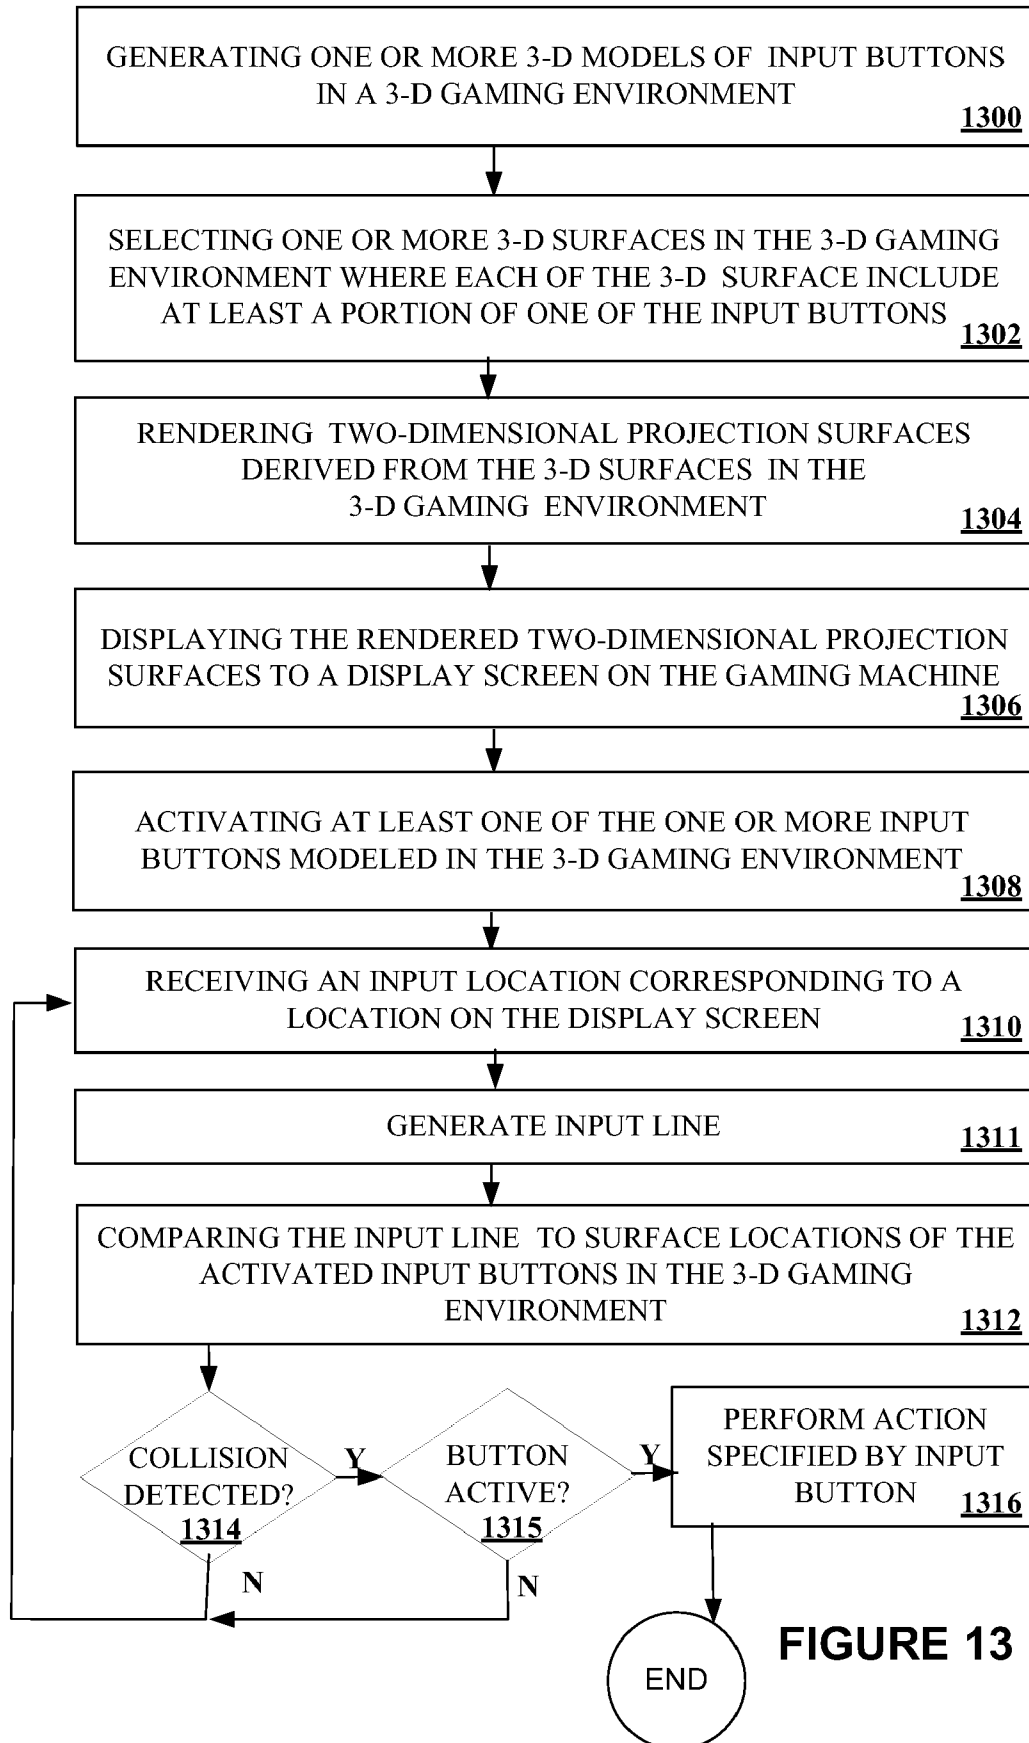 GENERATING ONE OR MORE 3-D MODELS OF INPUT BUTTONS
IN A 3-D GAMING ENVIRONMENT
1300
SELECTING ONE OR MORE 3-D SURFACES IN THE 3-D GAMING
ENVIRONMENT WHERE EACH OF THE 3-D SURFACE INCLUDE
AT LEAST A PORTION OF ONE OF THE INPUT BUTTONS
1302
RENDERING TWO-DIMENSIONAL PROJECTION SURFACES
DERIVED FROM THE 3-D SURFACES IN THE
3-D GAMING ENVIRONMENT
1304
DISPLAYING THE RENDERED TWO-DIMENSIONAL PROJECTION
SURFACES TO A DISPLAY SCREEN ON THE GAMING MACHINE
1306
ACTIVATING AT LEAST ONE OF THE ONE OR MORE INPUT
BUTTONS MODELED IN THE 3-D GAMING ENVIRONMENT
1308
RECEIVING AN INPUT LOCATION CORRESPONDING TO A
LOCATION ON THE DISPLAY SCREEN
1310
GENERATE INPUT LINE
1311
COMPARING THE INPUT LINE TO SURFACE LOCATIONS OF THE
ACTIVATED INPUT BUTTONS IN THE 3-D GAMING
ENVIRONMENT
1312
COLLISION
DETECTED?
1314
Y
N
BUTTON
ACTIVE?
1315
Y
N
PERFORM ACTION
SPECIFIED BY INPUT
BUTTON
1316
END
FIGURE 13